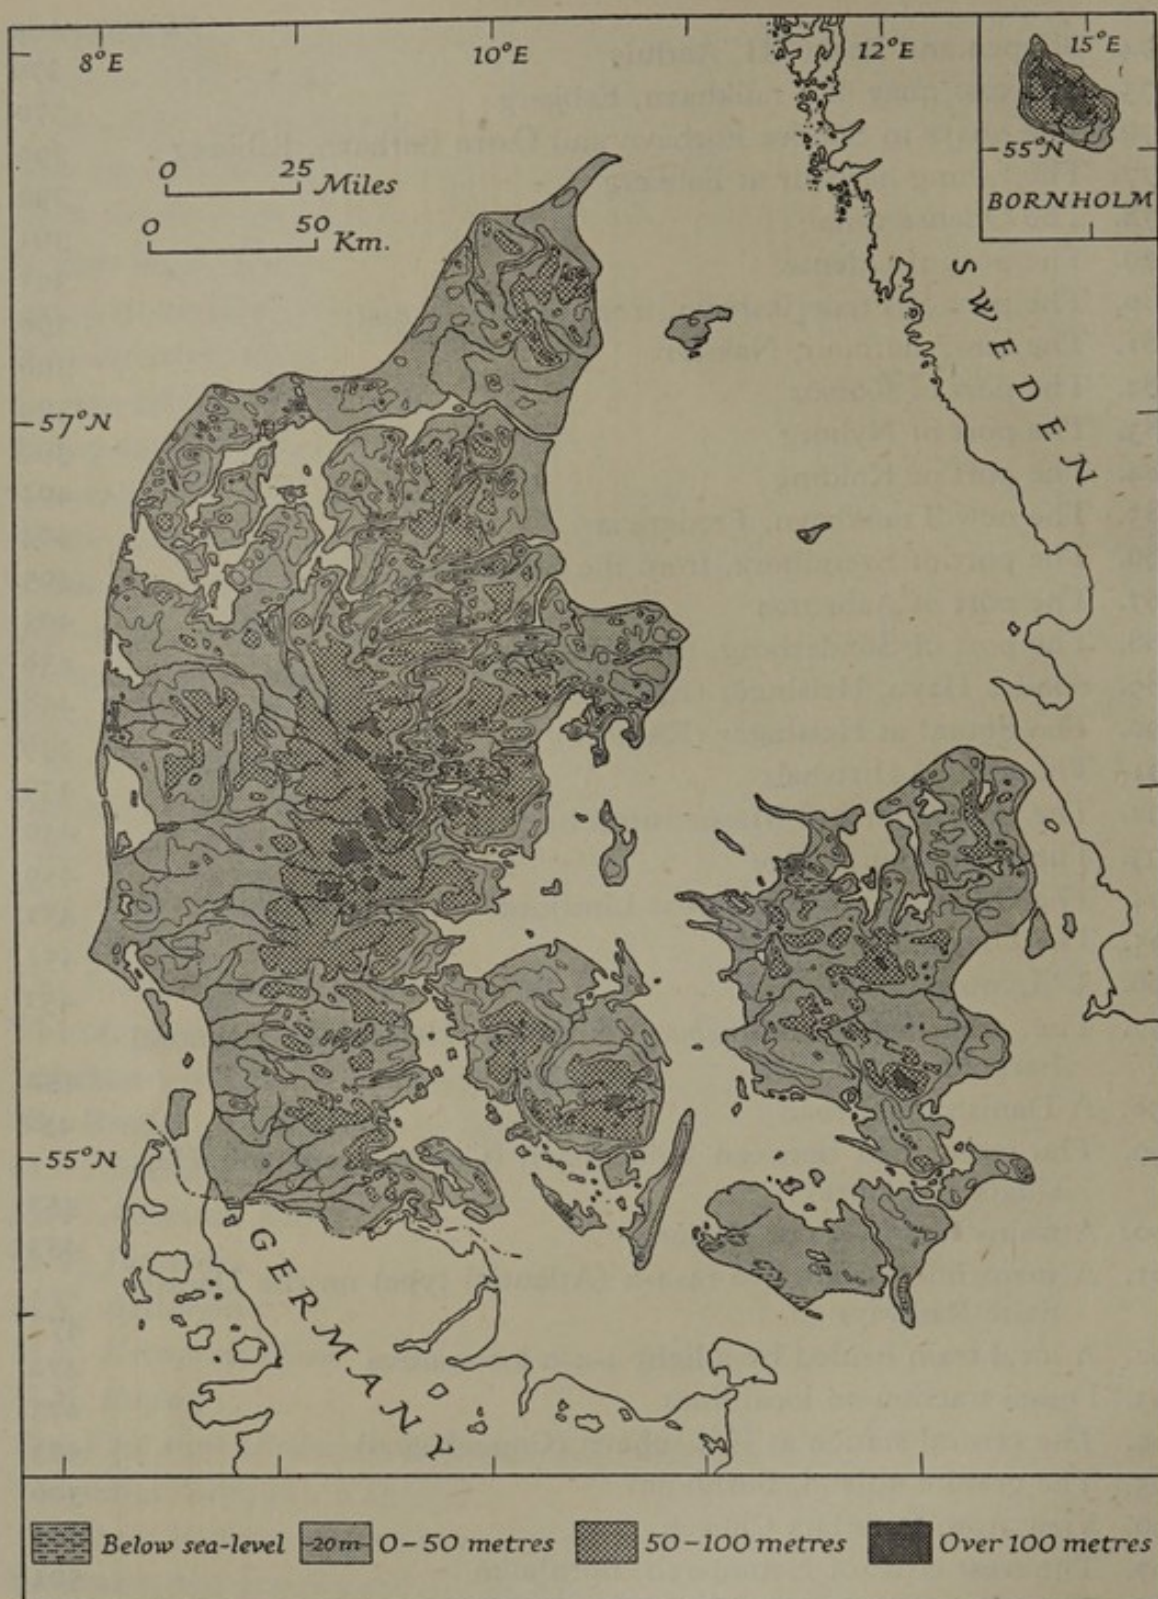 8°E
10°E
12°E
15°E
55°N
BORNHOLM
0 25 Miles
0 50 Km.
SWEDEN
57°N
55°N
GERMANY
Below sea-level
20m
0–50 metres
50–100 metres
Over 100 metres